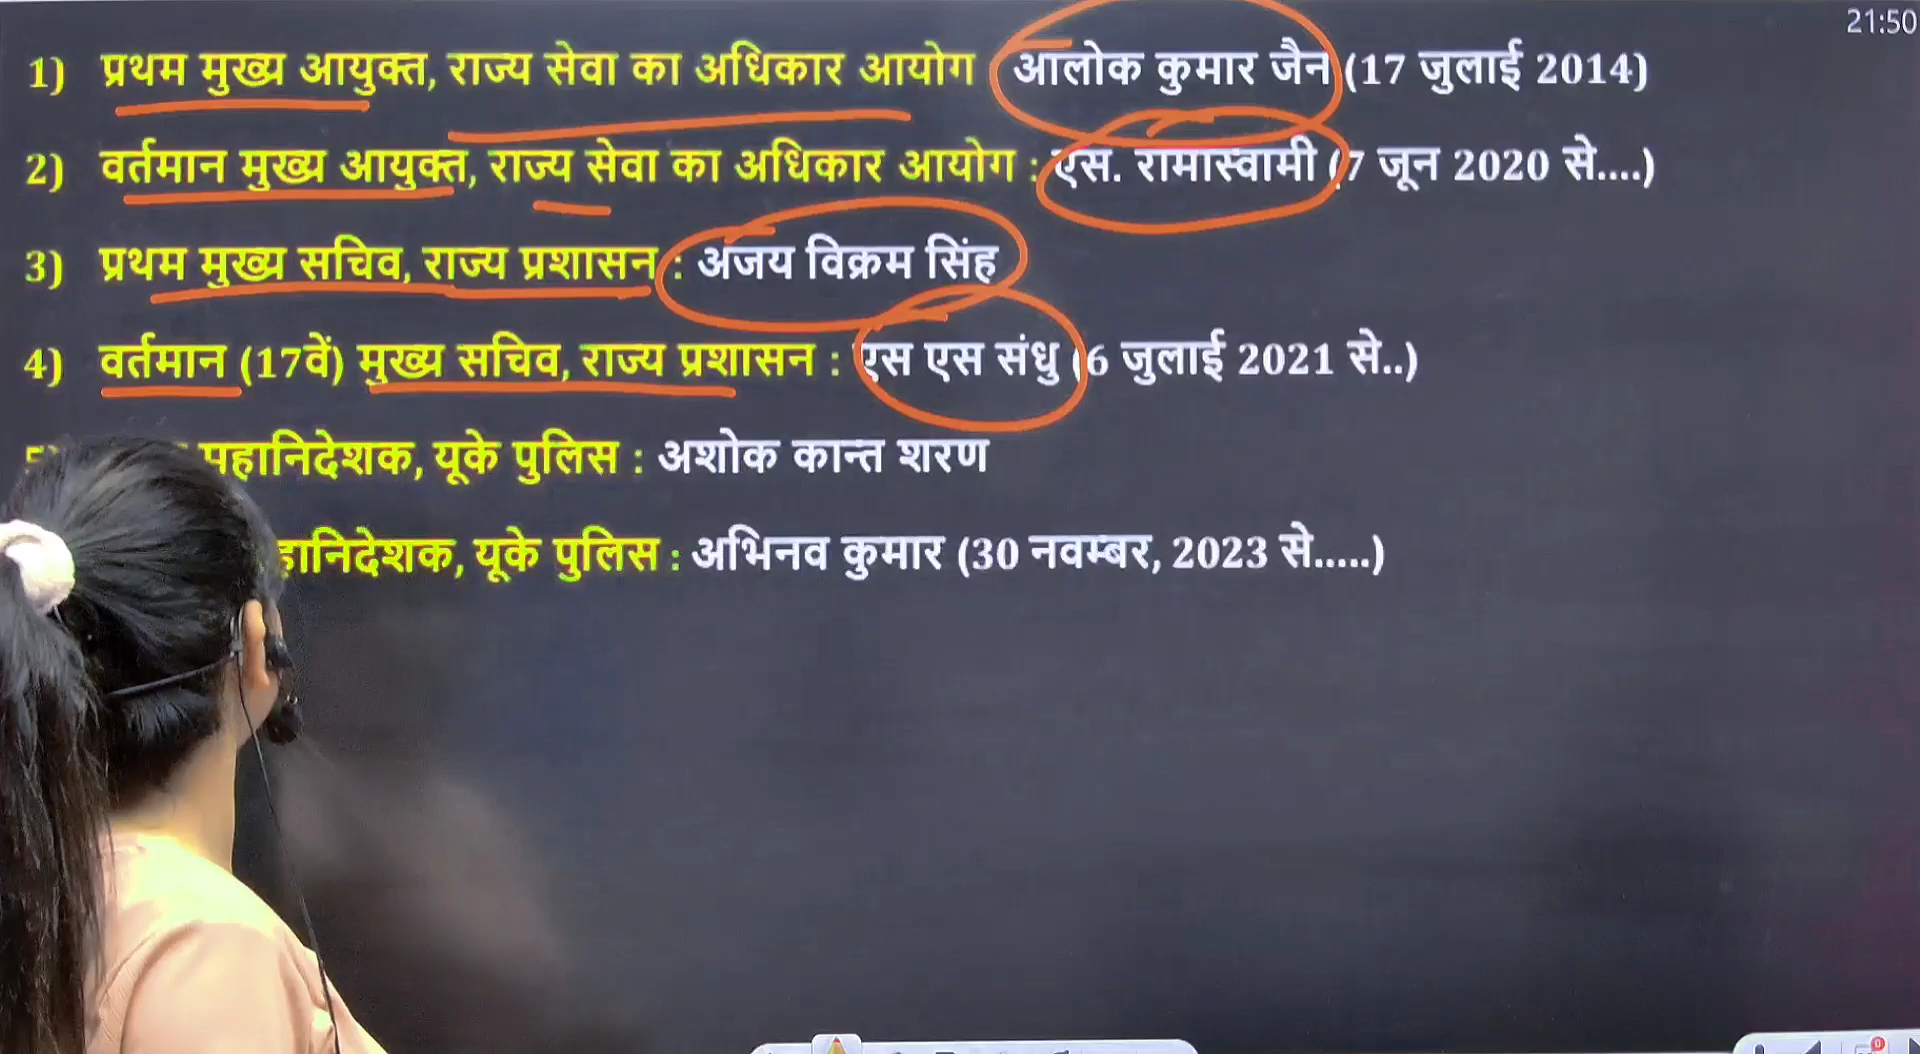 21:50
1) प्रथम मुख्य आयुक्त, राज्य सेवा का अधिकार आयोग आलोक कुमार जैन (17 जुलाई 2014)
2) वर्तमान मुख्य आयुक्त, राज्य सेवा का अधिकार आयोग : एस. रामास्वामी (7 जून 2020 से....)
3) प्रथम मुख्य सचिव, राज्य प्रशासन : अजय विक्रम सिंह
4) वर्तमान (17वें) मुख्य सचिव, राज्य प्रशासन : एस एस संधु (6 जुलाई 2021 से..)
महानिदेशक, यूके पुलिस : अशोक कान्त शरण
हानिदेशक, यूके पुलिस : अभिनव कुमार (30 नवम्बर, 2023 से.....)
0